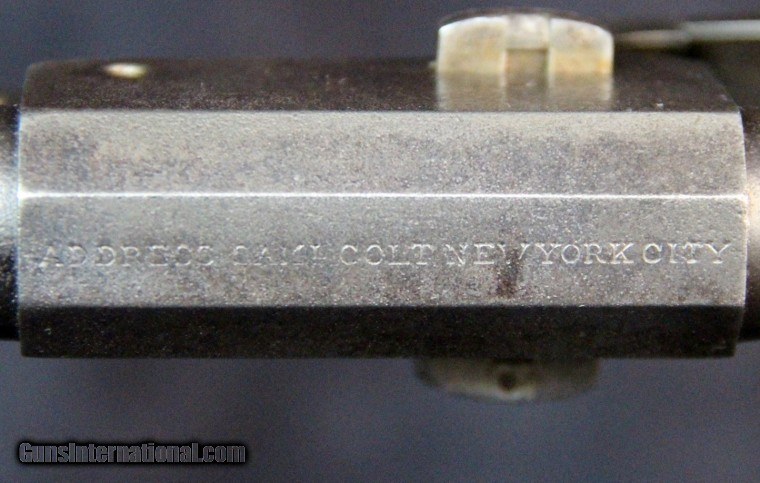 -ADDRESS SAML COLT NEW YORK CITY
GunsInternational.com